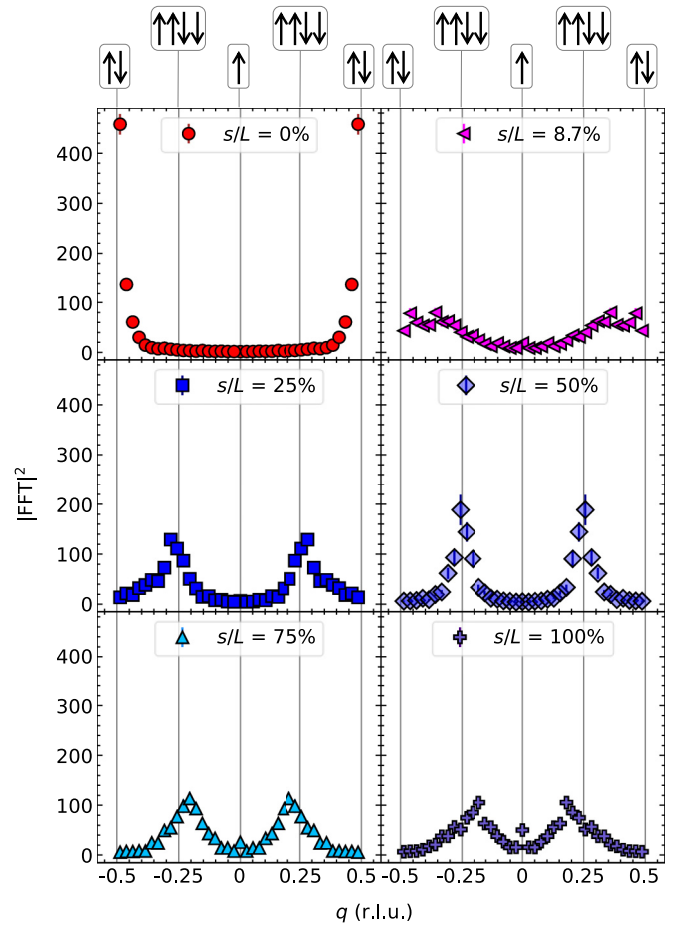 ↑↑↓↓ ↑↑↓↓ ↑↑↓↓ ↑↑↓↓
↑↓ ↑ ↑↓ ↑↓ ↑ ↑↓
s/L = 0% s/L = 8.7%
400
300
200
100
0
s/L = 25% s/L = 50%
400
300
200
100
0
|FFT|²
s/L = 75% s/L = 100%
400
300
200
100
0
-0.5 -0.25 0 0.25 0.5 -0.5 -0.25 0 0.25 0.5
q (r.l.u.)